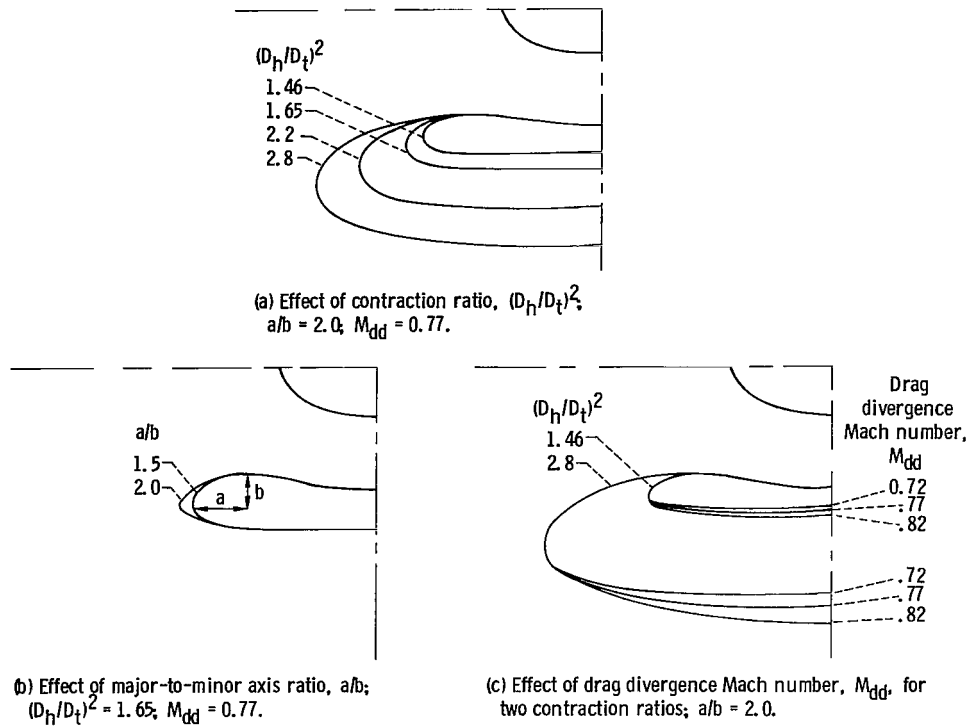 (D_h/D_t)^2
1.46
1.65
2.2
2.8
(a) Effect of contraction ratio, (D_h/D_t)^2;
a/b = 2.0; M_dd = 0.77.
a/b
1.5
2.0
a
b
(b) Effect of major-to-minor axis ratio, a/b;
(D_h/D_t)^2 = 1.65; M_dd = 0.77.
(D_h/D_t)^2
1.46
2.8
Drag
divergence
Mach number,
M_dd
0.72
.77
.82
.72
.77
.82
(c) Effect of drag divergence Mach number, M_dd, for
two contraction ratios; a/b = 2.0.